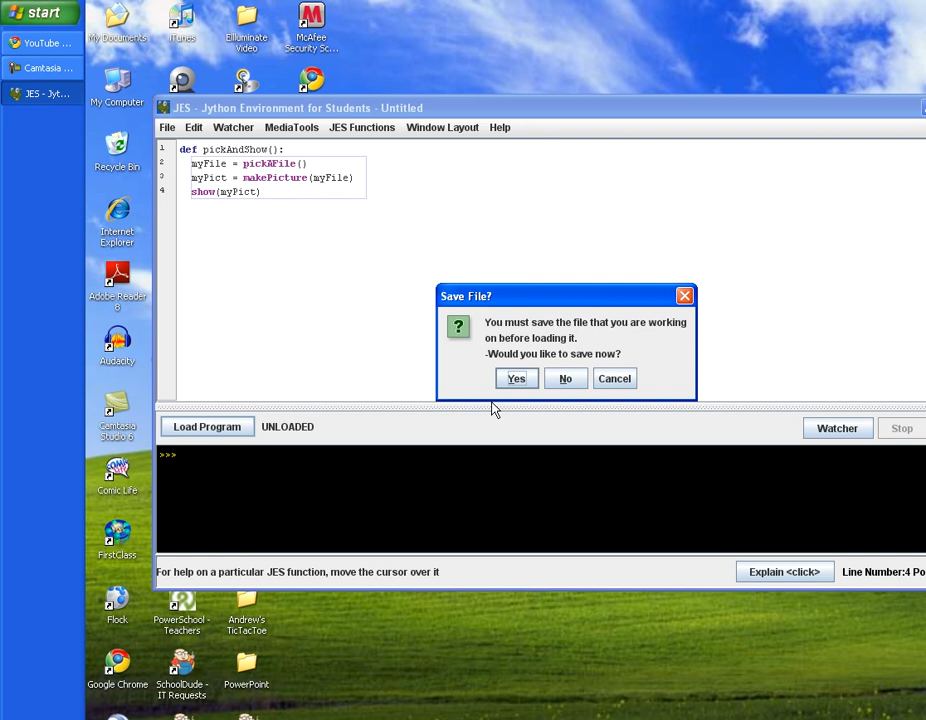 start
YouTube ...
Camtasia ...
JES - Jyt...
My Documents
iTunes
Elluminate
Video
McAfee
Security Sc...
My Computer
Recycle Bin
Internet
Explorer
Adobe Reader
8
Audacity
Camtasia
Studio 6
Comic Life
FirstClass
Flock
PowerSchool -
Teachers
Andrew's
TicTacToe
Google Chrome
SchoolDude -
IT Requests
PowerPoint
JES - Jython Environment for Students - Untitled
File Edit Watcher MediaTools JES Functions Window Layout Help
1 def pickAndShow():
2 myFile = pickAFile()
3 myPict = makePicture(myFile)
4 show(myPict)
Save File?
?
You must save the file that you are working
on before loading it.
-Would you like to save now?
Yes No Cancel
Load Program UNLOADED Watcher Stop
>>>
For help on a particular JES function, move the cursor over it Explain <click> Line Number:4 Po